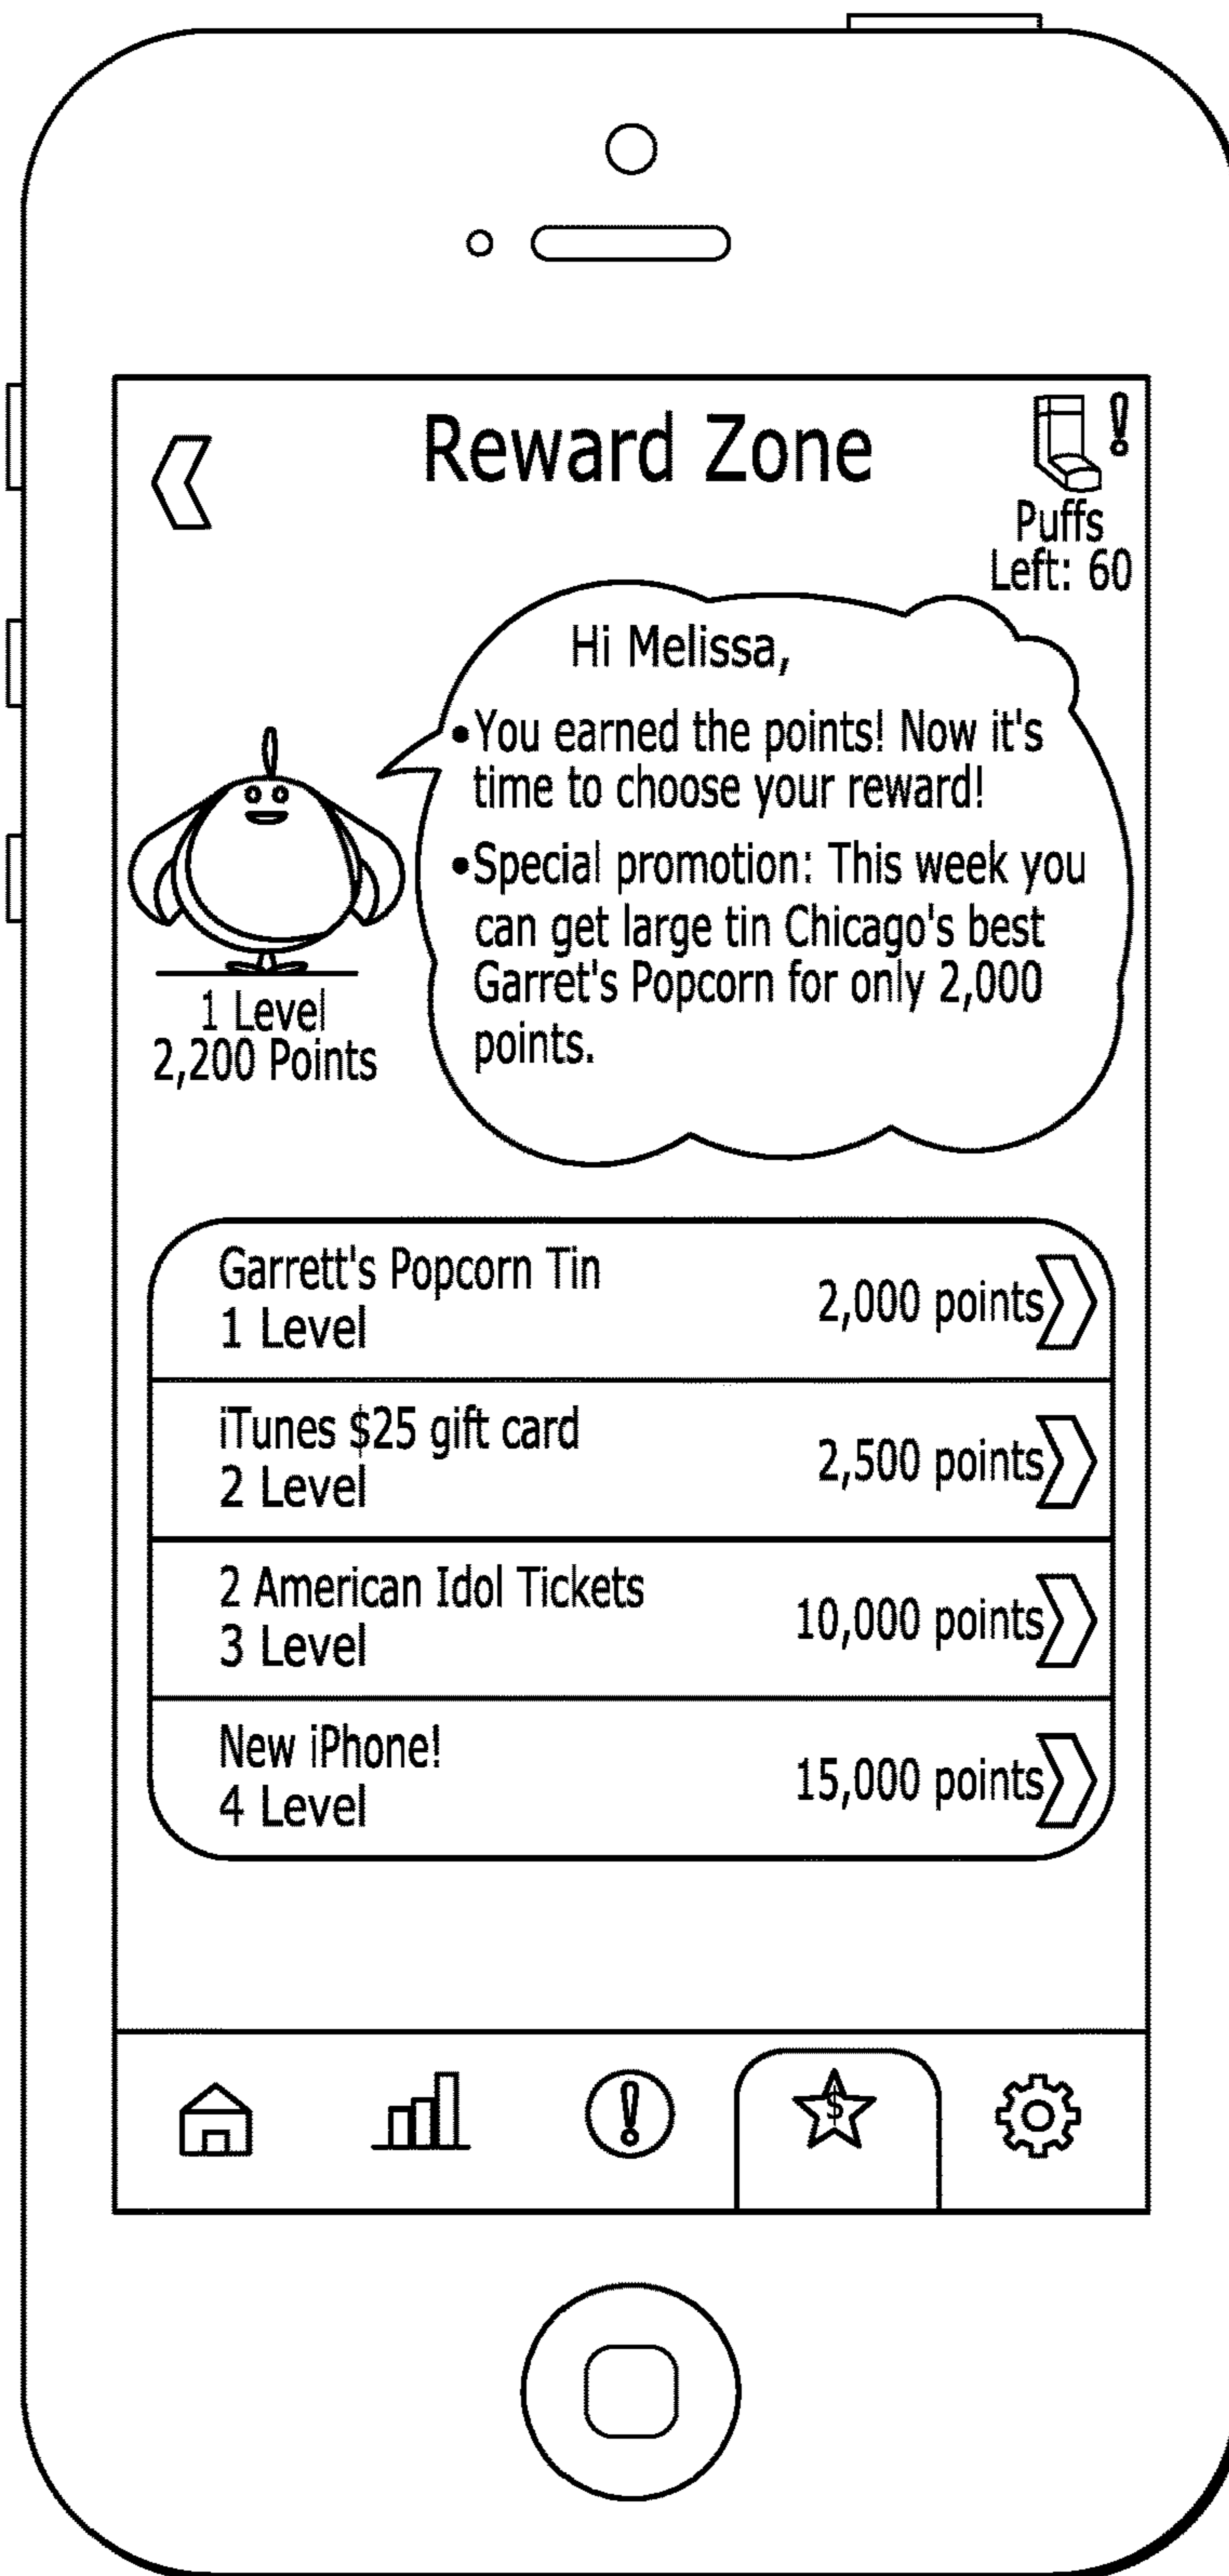 Reward Zone
!
Puffs
Left: 60
Hi Melissa,
•You earned the points! Now it's
time to choose your reward!
•Special promotion: This week you
can get large tin Chicago's best
Garret's Popcorn for only 2,000
points.
1 Level
2,200 Points
Garrett's Popcorn Tin
1 Level
2,000 points
iTunes $25 gift card
2 Level
2,500 points
2 American Idol Tickets
3 Level
10,000 points
New iPhone!
4 Level
15,000 points
!
$